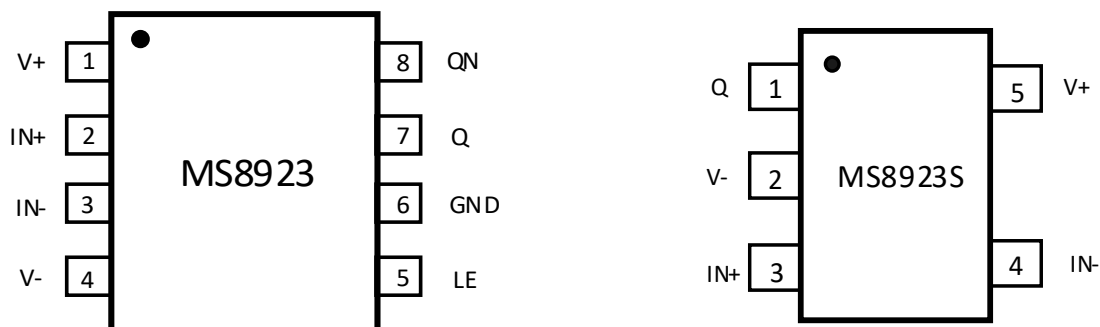 V+ 1 8 QN
IN+ 2 7 Q
MS8923
IN- 3 6 GND
V- 4 5 LE
Q 1 5 V+
V- 2 MS8923S
IN+ 3 4 IN-